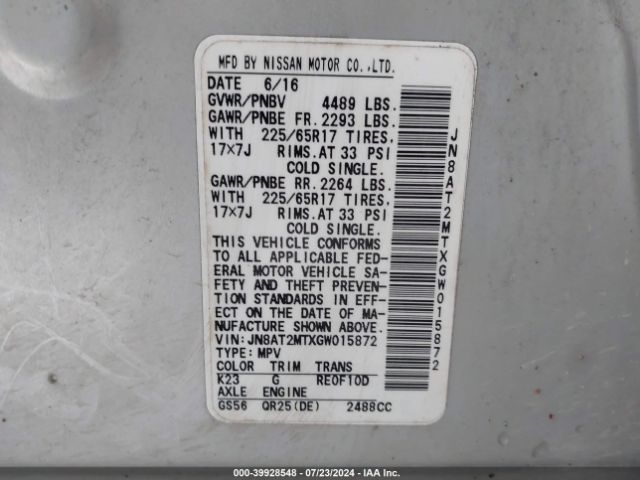 MFD BY NISSAN MOTOR CO.,LTD.
DATE 6/16
GVWR/PNBV 4489 LBS.
GAWR/PNBE FR. 2293 LBS.
WITH 225/65R17 TIRES.
17×7J RIMS.AT 33 PSI
COLD SINGLE.
GAWR/PNBE RR. 2264 LBS.
WITH 225/65R17 TIRES.
17×7J RIMS.AT 33 PSI
COLD SINGLE.
THIS VEHICLE CONFORMS
TO ALL APPLICABLE FED-
ERAL MOTOR VEHICLE SA-
FETY AND THEFT PREVEN-
TION STANDARDS IN EFF-
ECT ON THE DATE OF MA-
NUFACTURE SHOWN ABOVE.
VIN:JN8AT2MTXGW015872
TYPE:MPV
COLOR TRIM TRANS
K23 G RE0F10D
AXLE ENGINE
GS56 QR25(DE) 2488CC
JN8AT2MTXGW015872
000-39928548 - 07/23/2024 - IAA Inc.